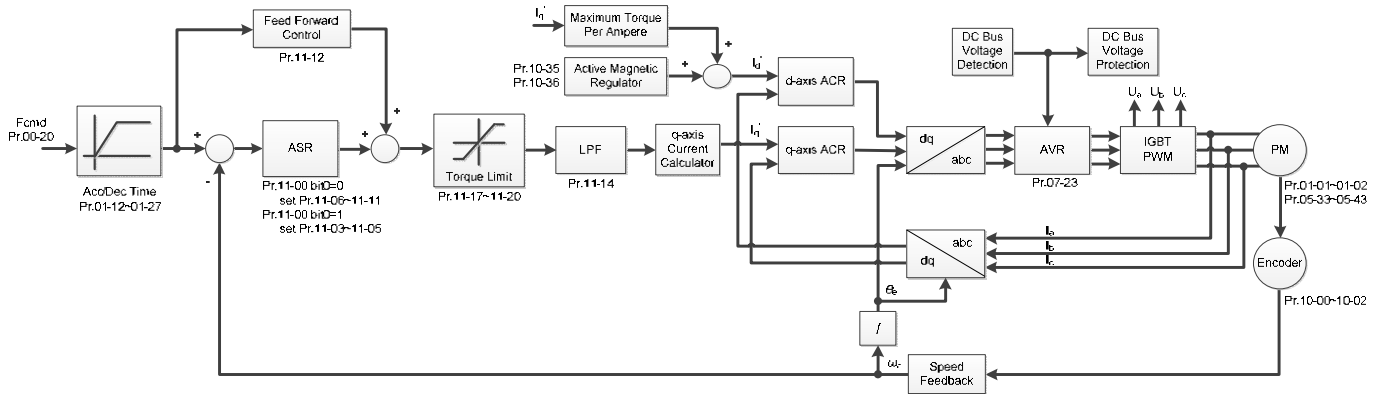 Feed Forward
Control
Pr.11-12
Iq*
Maximum Torque
Per Ampere
+
Pr.10-35
Pr.10-36
Active Magnetic
Regulator
+
Id*
d-axis ACR
DC Bus
Voltage
Detection
DC Bus
Voltage
Protection
Ua
Ub
Uc
Fcmd
Pr.00-20
Acc/Dec Time
Pr.01-12~01-27
+
-
ASR
Pr.11-00 bit0=0
set Pr.11-06~11-11
Pr.11-00 bit0=1
set Pr.11-03~11-05
+
+
Torque Limit
Pr.11-17~11-20
LPF
Pr.11-14
q-axis
Current
Calculator
Iq*
q-axis ACR
dq
abc
AVR
Pr.07-23
IGBT
PWM
PM
Pr.01-01~01-02
Pr.05-33~05-43
abc
dq
Ia
Ib
Ic
Encoder
Pr.10-00~10-02
θe
∫
ωr
Speed
Feedback